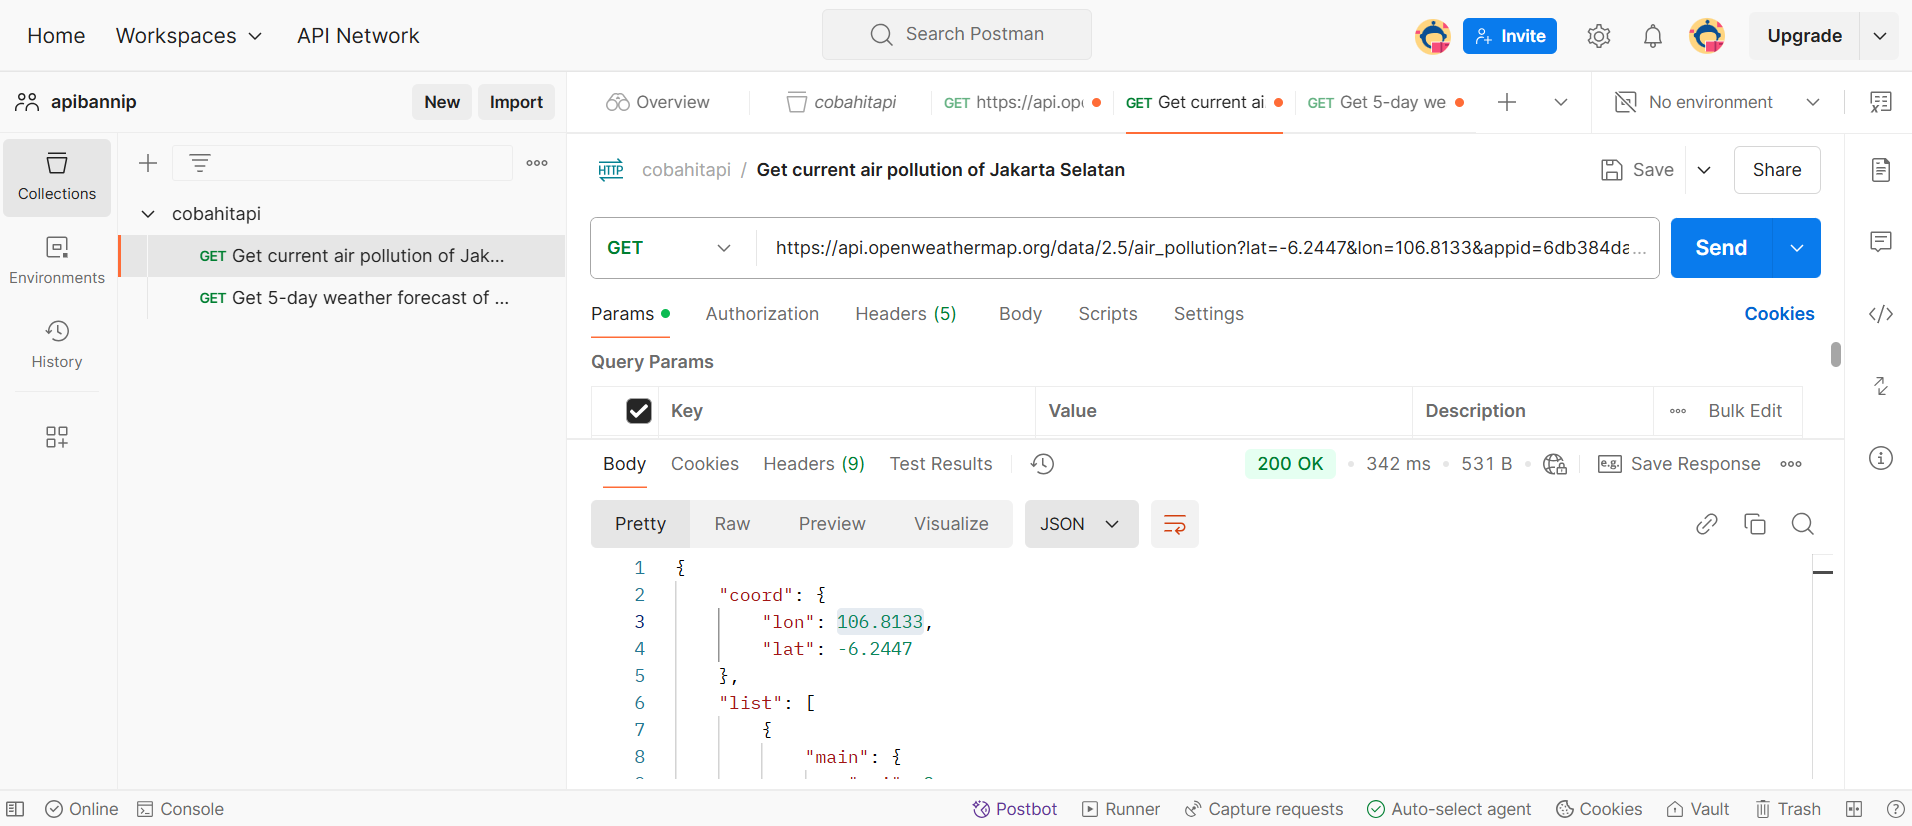 Home Workspaces API Network Search Postman Invite Upgrade
apibannip New Import Overview cobahitapi GET https://api.ope GET Get current ai GET Get 5-day we No environment
Collections
Environments
History
cobahitapi
GET Get current air pollution of Jak...
GET Get 5-day weather forecast of ...
HTTP cobahitapi / Get current air pollution of Jakarta Selatan Save Share
GET https://api.openweathermap.org/data/2.5/air_pollution?lat=-6.2447&lon=106.8133&appid=6db384da... Send
Params Authorization Headers (5) Body Scripts Settings Cookies
Query Params
Key Value Description Bulk Edit
Body Cookies Headers (9) Test Results 200 OK 342 ms 531 B e.g. Save Response
Pretty Raw Preview Visualize JSON
1 {
2 "coord": {
3 "lon": 106.8133,
4 "lat": -6.2447
5 },
6 "list": [
7 {
8 "main": {
Online Console Postbot Runner Capture requests Auto-select agent Cookies Vault Trash